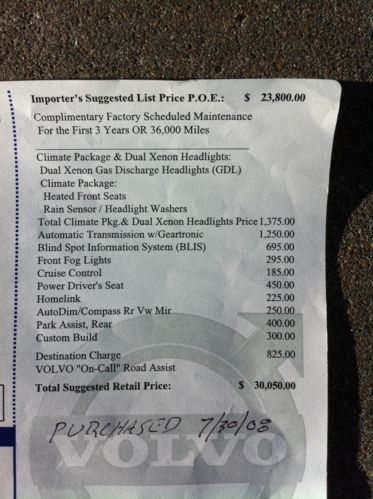 Importer's Suggested List Price P.O.E.: $ 23,800.00
Complimentary Factory Scheduled Maintenance
For the First 3 Years OR 36,000 Miles
Climate Package & Dual Xenon Headlights:
Dual Xenon Gas Discharge Headlights (GDL)
Climate Package:
Heated Front Seats
Rain Sensor / Headlight Washers
Total Climate Pkg.& Dual Xenon Headlights Price 1,375.00
Automatic Transmission w/Geartronic 1,250.00
Blind Spot Information System (BLIS) 695.00
Front Fog Lights 295.00
Cruise Control 185.00
Power Driver's Seat 450.00
Homelink 225.00
AutoDim/Compass Rr Vw Mir 250.00
Park Assist, Rear 400.00
Custom Build 300.00
Destination Charge 825.00
VOLVO "On-Call" Road Assist
Total Suggested Retail Price: $ 30,050.00
PURCHASED 7/30/08
VOLVO